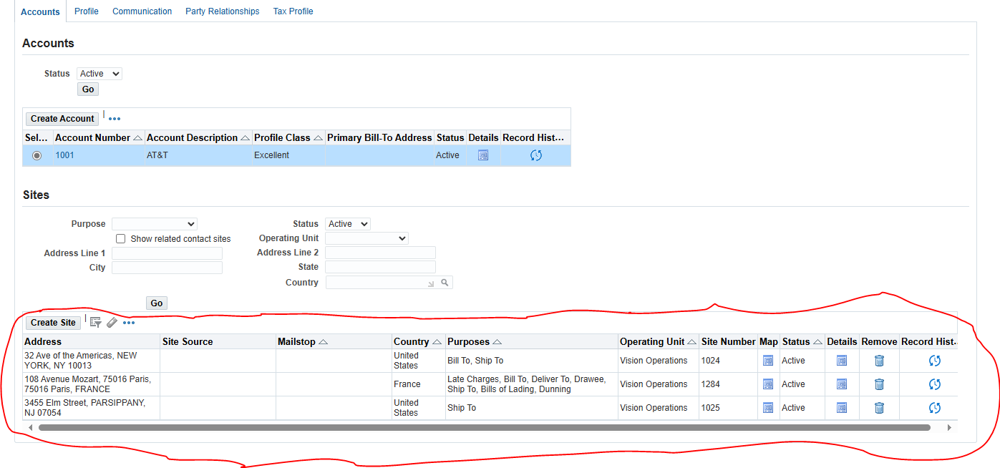 Accounts Profile Communication Party Relationships Tax Profile
Accounts
Status Active
Go
Create Account
Sel... Account Number Account Description Profile Class Primary Bill-To Address Status Details Record Hist...
1001 AT&T Excellent Active
Sites
Purpose Status Active
Show related contact sites Operating Unit
Address Line 1 Address Line 2
City State
Country
Go
Create Site
Address Site Source Mailstop Country Purposes Operating Unit Site Number Map Status Details Remove Record Hist..
32 Ave of the Americas, NEW YORK, NY 10013 United States Bill To, Ship To Vision Operations 1024 Active
108 Avenue Mozart, 75016 Paris, 75016 Paris, FRANCE France Late Charges, Bill To, Deliver To, Drawee, Ship To, Bills of Lading, Dunning Vision Operations 1284 Active
3455 Elm Street, PARSIPPANY, NJ 07054 United States Ship To Vision Operations 1025 Active